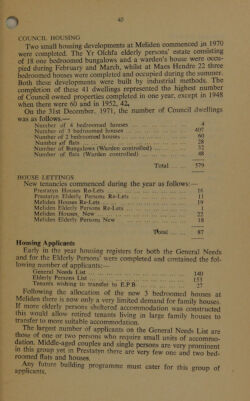 40
COUNCIL HOUSING
Two small housing developments at Meliden commenced in 1970
were completed. The Yr Olchfa elderly persons' estate consisting
of 18 one bedroomed bungalows and a warden's house were occu-
pied during February and March, whilst at Maes Hendre 22 three
bedroomed houses were completed and occupied during the summer.
Both these developments were built by industrial methods. The
completion of these 41 dwellings represented the highest number
of Council owned properties completed in one year, except in 1948
when there were 60 and in 1952, 42.
On the 31st December, 1971, the number of Council dwellings
was as follows.—
Number of 4 bedroomed houses ... 4
Number of 3 bedroomed houses ... 407
Number of 2 bedroomed houses ... 60
Number of flats ... 28
Number of Bungalows (Warden controlled) ... 32
Number of flats (Warden controlled) ... 48
Total ... 579
HOUSE LETTINGS
New tenancies commenced during the year as follows:—
Prestatyn Houses Re-Lets ... 16
Prestatyn Elderly Persons Re-Lets ... 11
Meliden Houses Re-Lets ... 19
Meliden Elderly Persons Re-Lets ... 1
Meliden Houses, New ... 22
Meliden Elderly Persons New ... 18
Total ... 87
Housing Applicants
Early in the year housing registers for both the General Needs
and for the Elderly Persons' were completed and contained the fol-
lowing number of applicants:—
General Needs List ... 140
Elderly Persons List ... 153
Tenants wishing to transfer to E.P.B. ... 27
Following the allocation of the new 3 bedroomed houses at
Meliden there is now only a very limited demand for family houses.
If more elderly persons sheltered accommodation was constructed
this would allow retired tenants living in large family houses to
transfer to more suitable accommodation.
The largest number of applicants on the General Needs List are
those of one or two persons who require small units of accommo-
dation. Middle-aged couples and single persons are very prominent
in this group yet in Prestatyn there are very few one and two bed-
roomed flats and houses.
Any future building programme must cater for this group of
applicants.